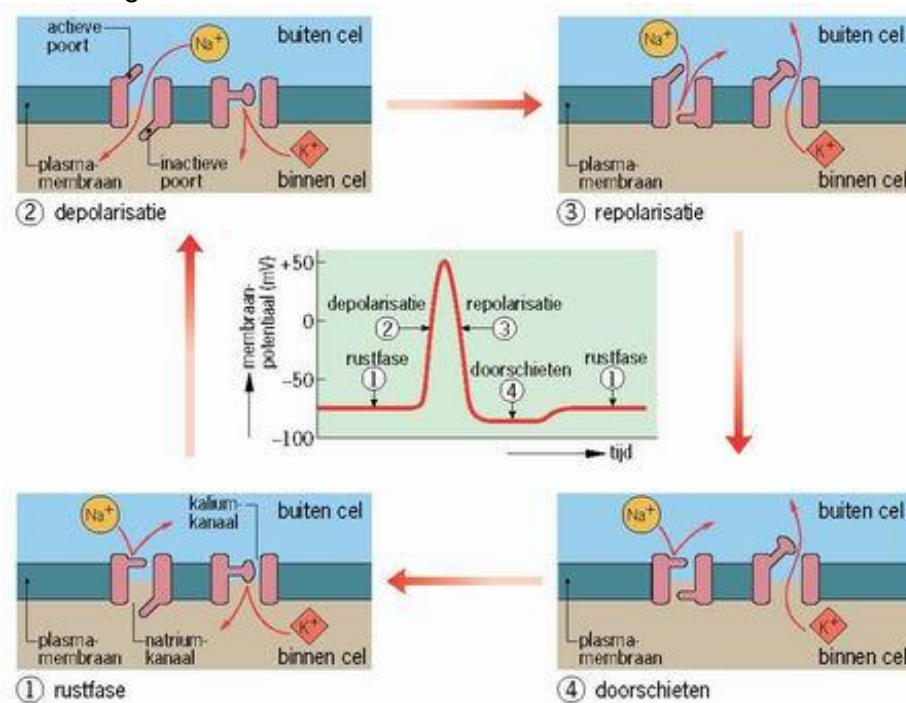 actieve
poort
Na+
buiten cel
plasma-
membraan
inactieve
poort
K+
binnen cel
② depolarisatie
Na+
buiten cel
plasma-
membraan
K+
binnen cel
③ repolarisatie
membraan-
potentiaal (mV)
+50
0
−50
−100
depolarisatie
②
repolarisatie
③
rustfase
①
doorschieten
④
rustfase
①
tijd
Na+
kalium-
kanaal
buiten cel
plasma-
membraan
natrium-
kanaal
K+
binnen cel
① rustfase
Na+
buiten cel
plasma-
membraan
K+
binnen cel
④ doorschieten